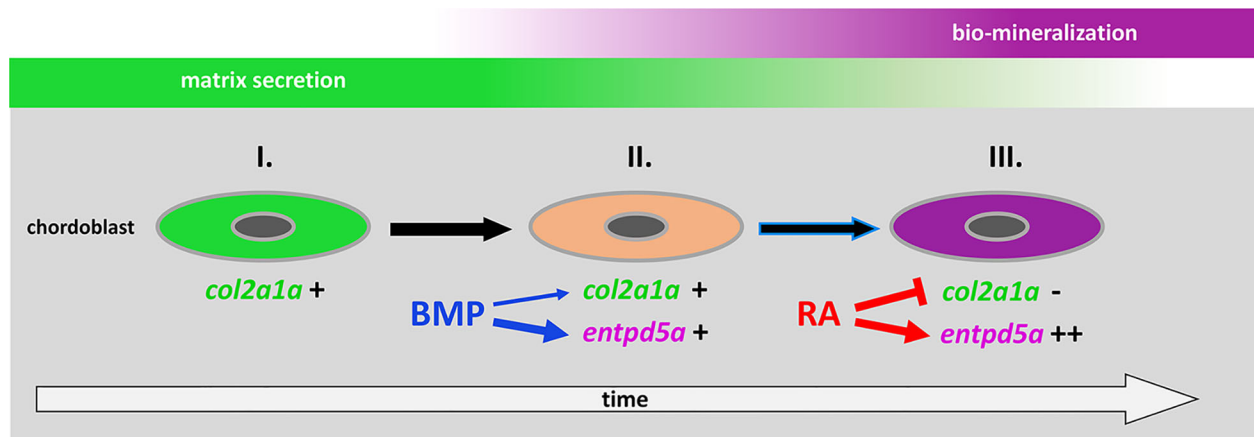 bio-mineralization
matrix secretion
I. II. III.
chordoblast
col2a1a + BMP col2a1a + RA col2a1a -
entpd5a + entpd5a ++
time